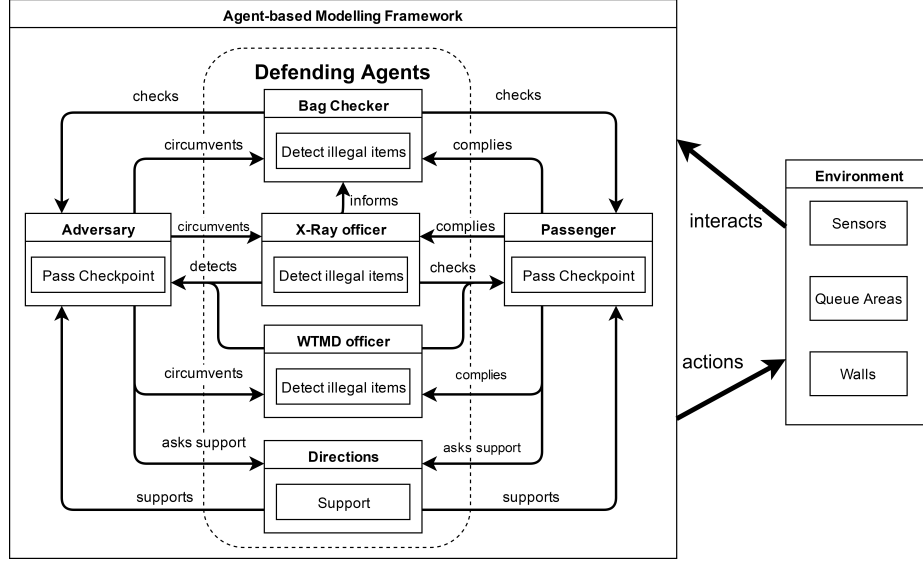 Agent-based Modelling Framework
Defending Agents
checks
Bag Checker
checks
circumvents
Detect illegal items
complies
informs
Environment
Sensors
Adversary
circumvents
X-Ray officer
complies
Passenger
interacts
Pass Checkpoint
detects
Detect illegal items
checks
Pass Checkpoint
Queue Areas
WTMD officer
circumvents
Detect illegal items
complies
actions
Walls
asks support
Directions
asks support
supports
Support
supports